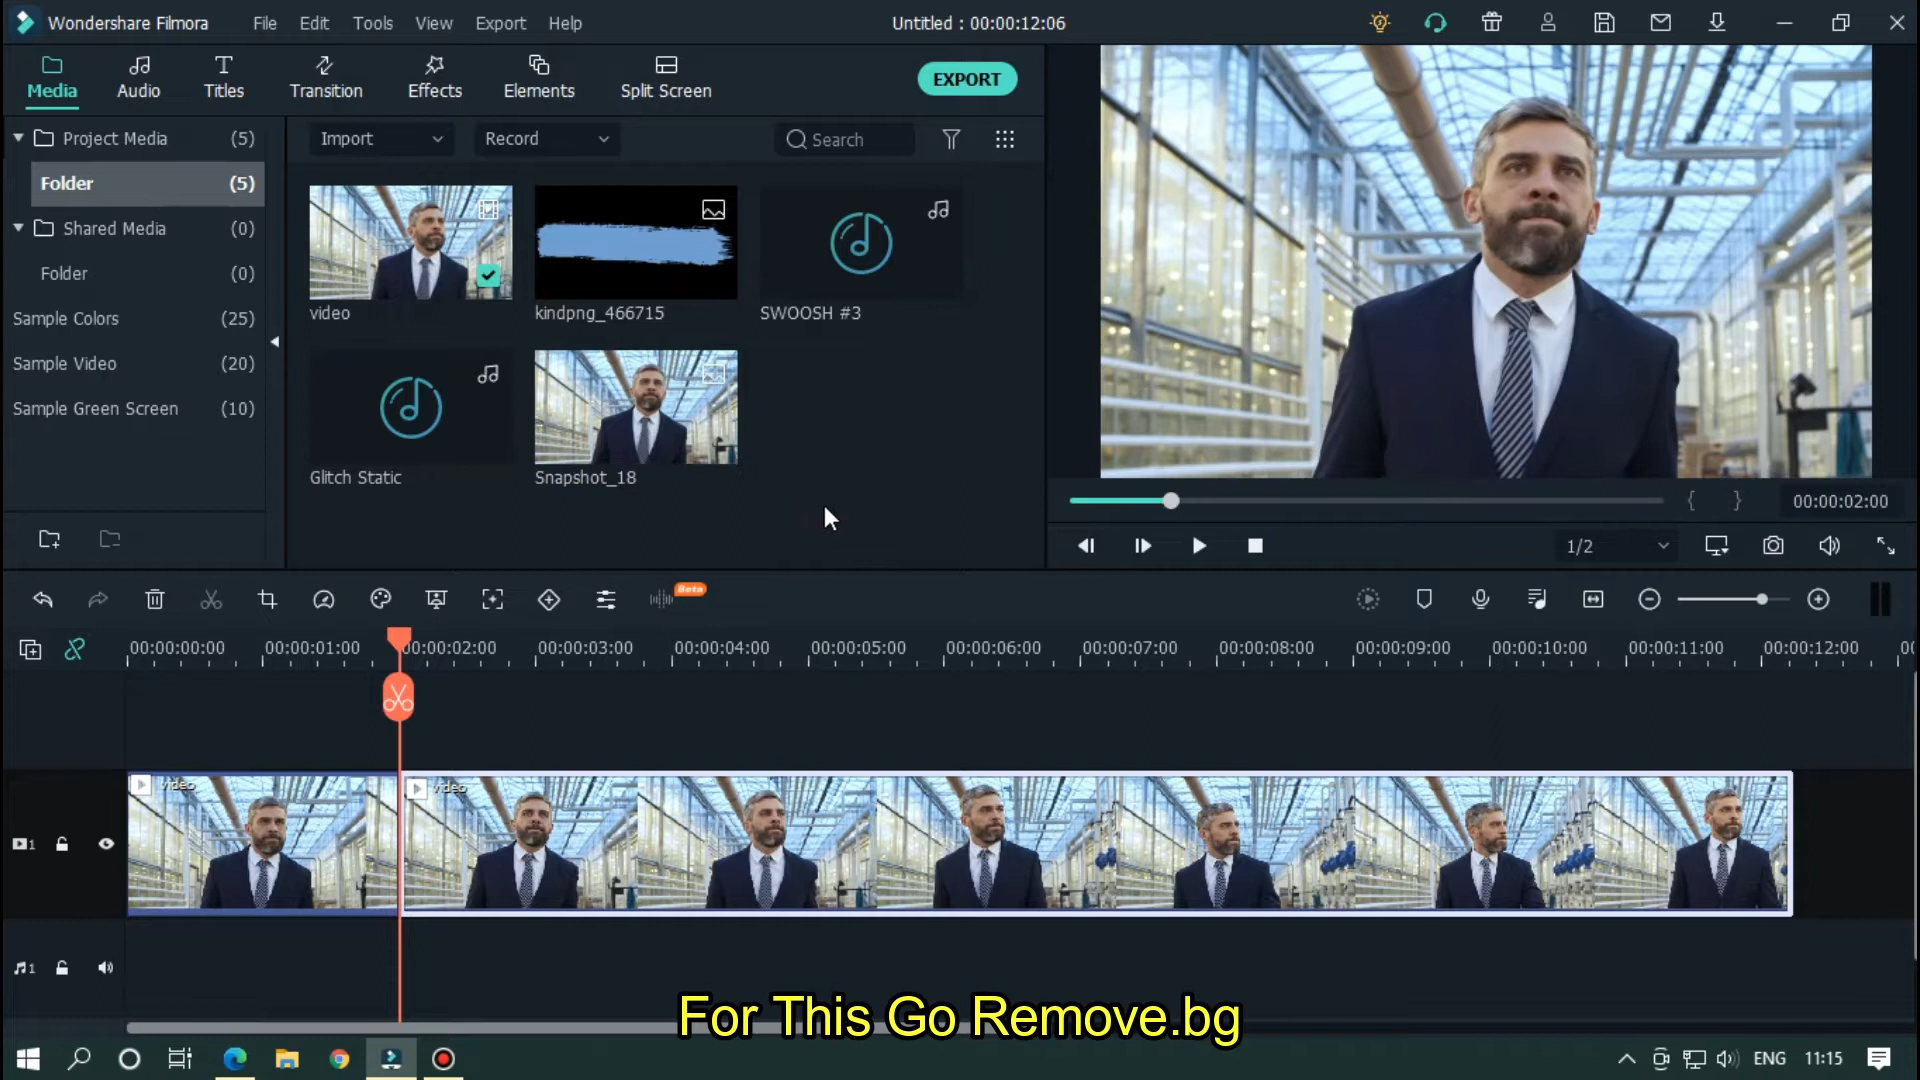 Wondershare Filmora
File Edit Tools View Export Help
Untitled : 00:00:12:06
Media Audio Titles Transition Effects Elements Split Screen
EXPORT
Project Media (5)
Folder (5)
Shared Media (0)
Folder (0)
Sample Colors (25)
Sample Video (20)
Sample Green Screen (10)
Import Record Search
video kindpng_466715 SWOOSH #3
Glitch Static Snapshot_18
00:00:02:00
1/2
Beta
00:00:00:00 00:00:01:00 00:00:02:00 00:00:03:00 00:00:04:00 00:00:05:00 00:00:06:00 00:00:07:00 00:00:08:00 00:00:09:00 00:00:10:00 00:00:11:00 00:00:12:00
video video
1
1
For This Go Remove.bg
ENG 11:15